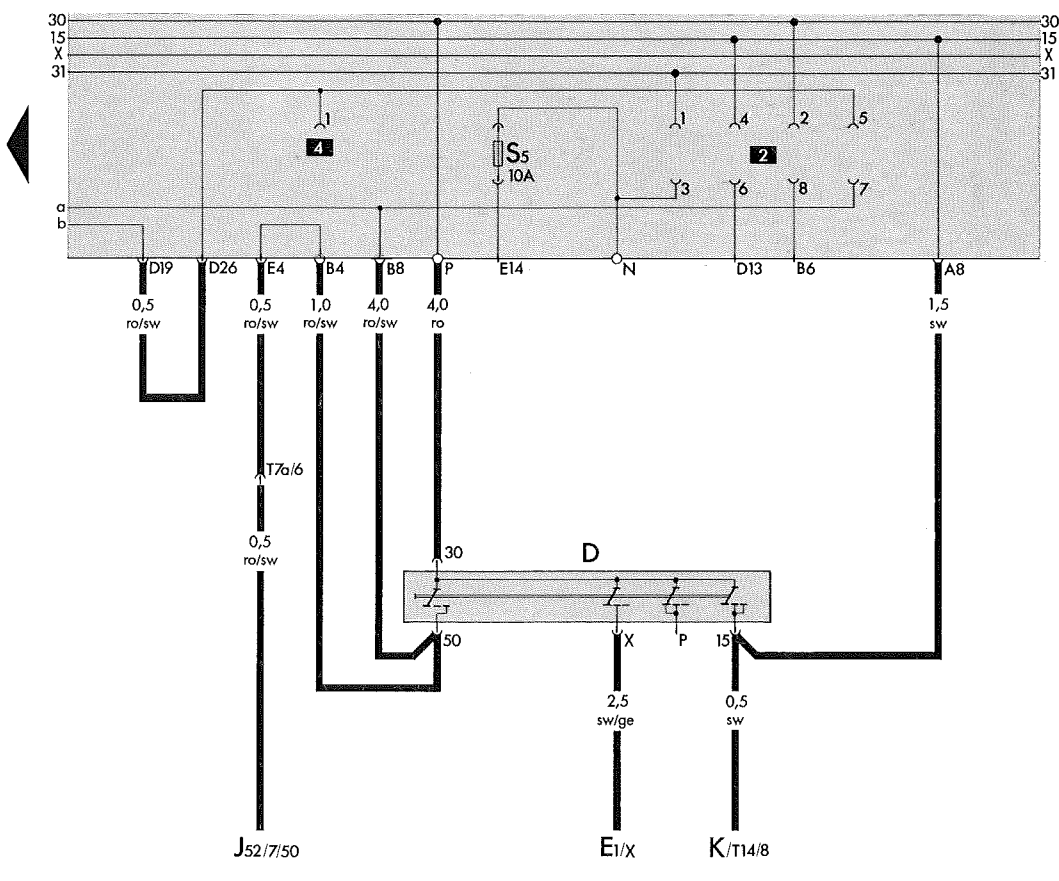 30 30
15 15
X X
31 31
1 1 4 2 5
4 S5 2
10A
3 6 8 7
a
b
D19 D26 E4 B4 B8 P E14 N D13 B6 A8
0,5 0,5 1,0 4,0 4,0 1,5
ro/sw ro/sw ro/sw ro/sw ro sw
T7a/6
0,5
ro/sw
30 D
50 X P 15
2,5 0,5
sw/ge sw
J52/7/50 E1/X K/T14/8